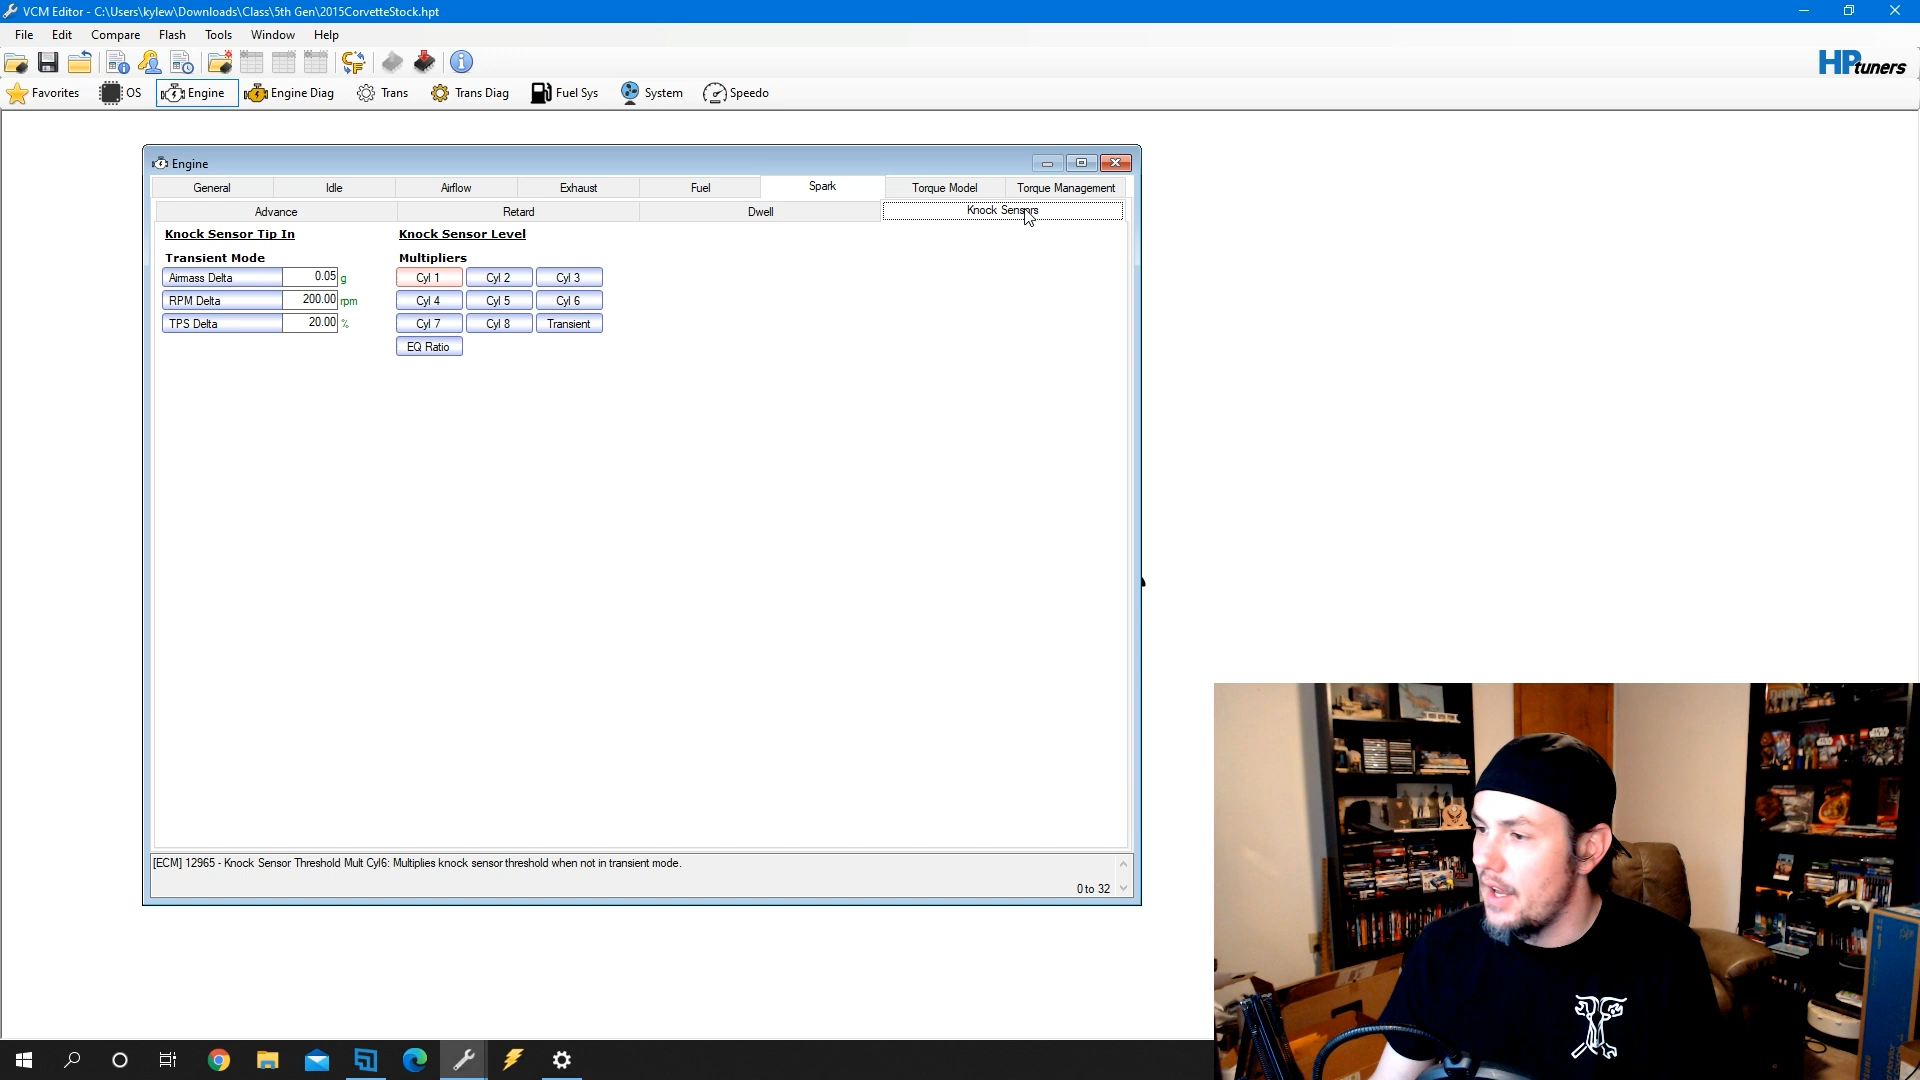 VCM Editor - C:\Users\kylew\Downloads\Class\5th Gen\2015CorvetteStock.hpt
File Edit Compare Flash Tools Window Help
HPtuners
Favorites OS Engine Engine Diag Trans Trans Diag Fuel Sys System Speedo
Engine
General Idle Airflow Exhaust Fuel Spark Torque Model Torque Management
Advance Retard Dwell Knock Sensors
Knock Sensor Tip In Knock Sensor Level
Transient Mode Multipliers
Airmass Delta 0.05 g Cyl 1 Cyl 2 Cyl 3
RPM Delta 200.00 rpm Cyl 4 Cyl 5 Cyl 6
TPS Delta 20.00 % Cyl 7 Cyl 8 Transient
EQ Ratio
[ECM] 12965 - Knock Sensor Threshold Mult Cyl6: Multiplies knock sensor threshold when not in transient mode.
0 to 32